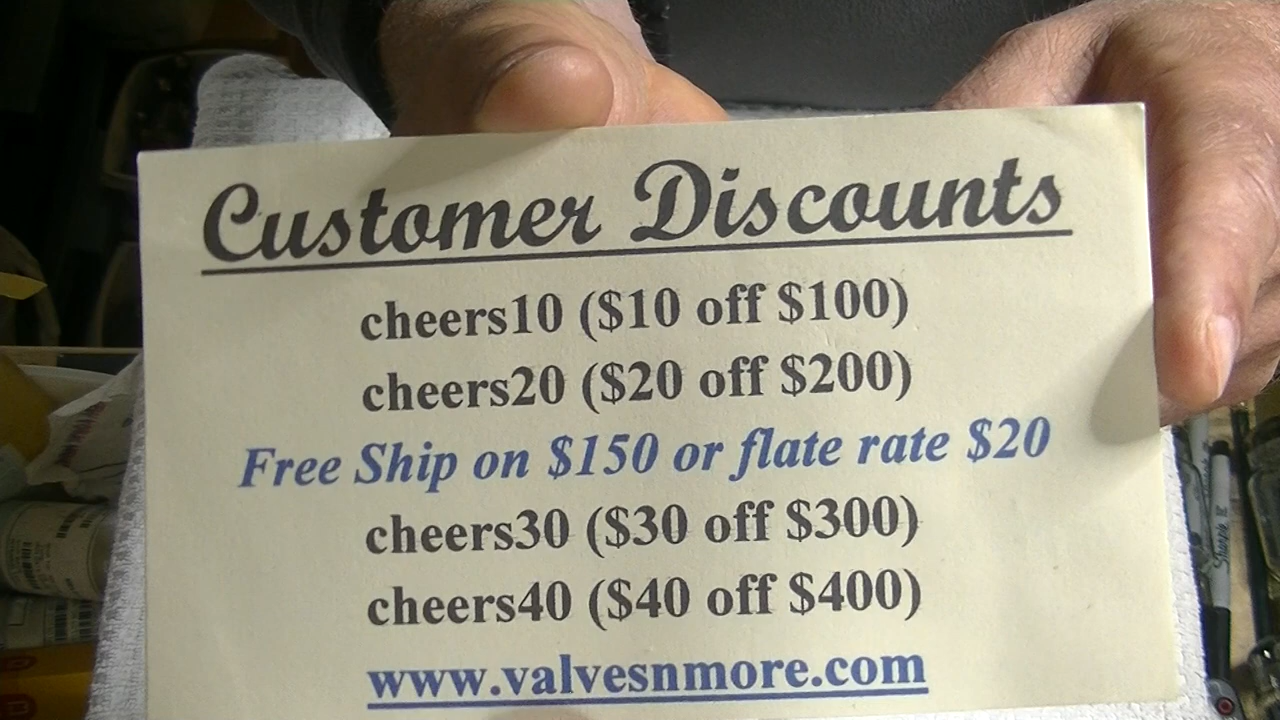 Customer Discounts
cheers10 ($10 off $100)
cheers20 ($20 off $200)
Free Ship on $150 or flate rate $20
cheers30 ($30 off $300)
cheers40 ($40 off $400)
www.valvesnmore.com
Sharpie